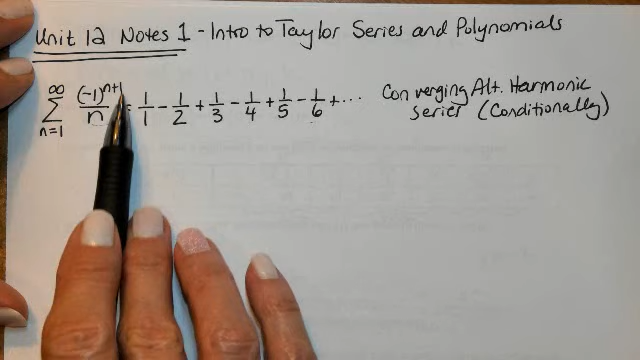 Unit 12 Notes 1 - Intro to Taylor Series and Polynomials
∞ Σ n=1 (-1)^(n+1)/n = 1/1 - 1/2 + 1/3 - 1/4 + 1/5 - 1/6 + ... Converging Alt. Harmonic
series (Conditionally)